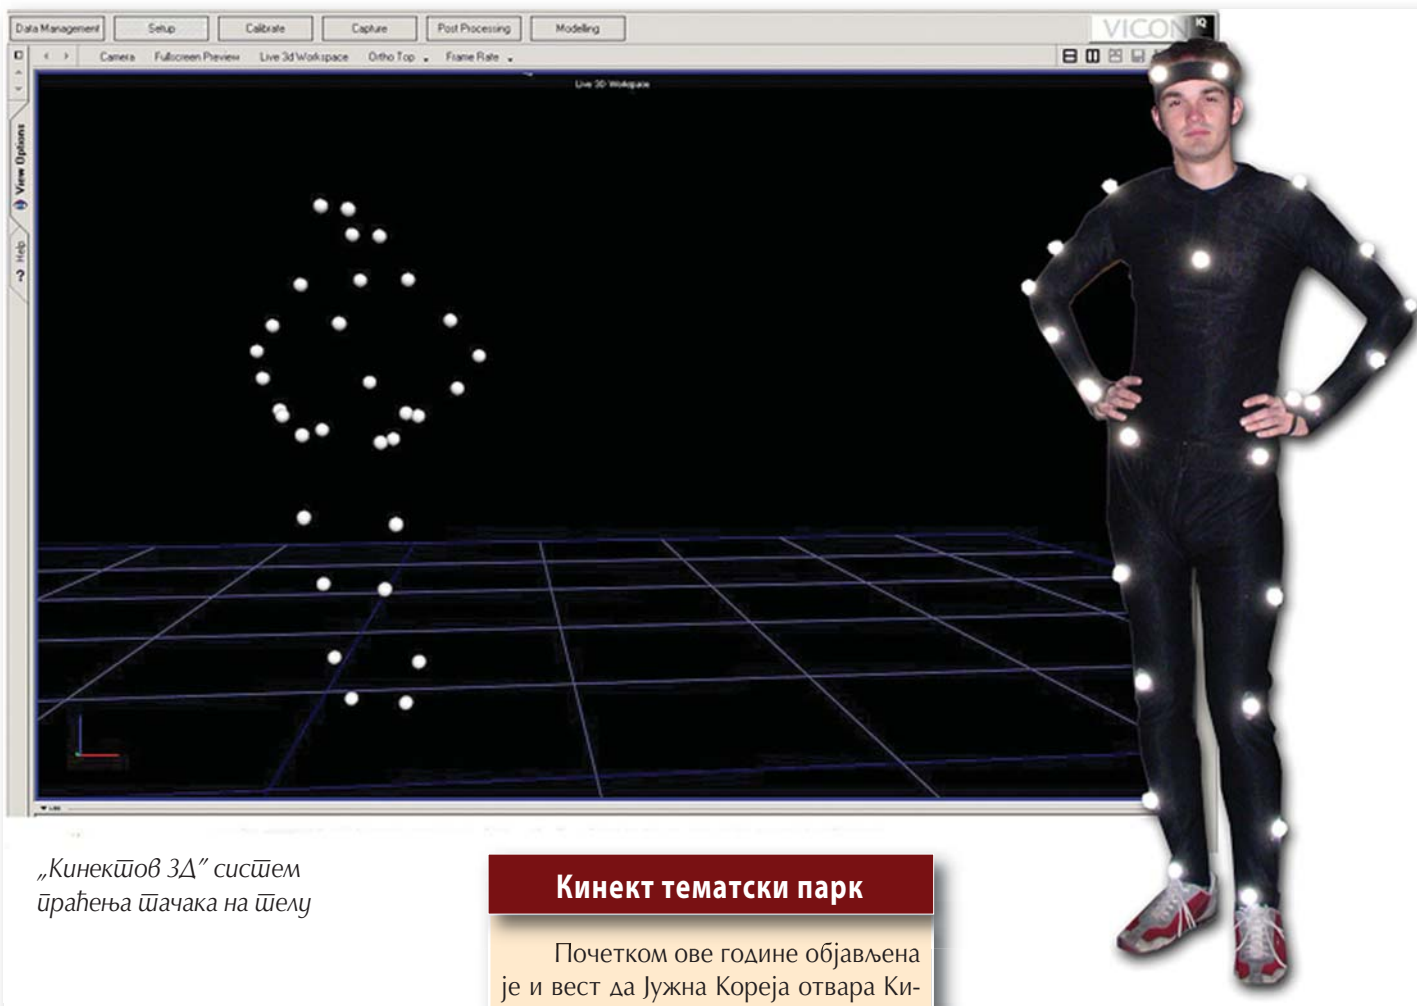 Data Management Setup Calibrate Capture Post Processing Modelling
VICON IQ
Camera Fullscreen Preview Live 3d Workspace Ortho Top Frame Rate
Live 3D Workspace
View Options
? Help
„Кинектов 3Д” систем
праћења тачака на телу
Кинект тематски парк
Почетком ове године објављена
је и вест да Јужна Кореја отвара Ки-